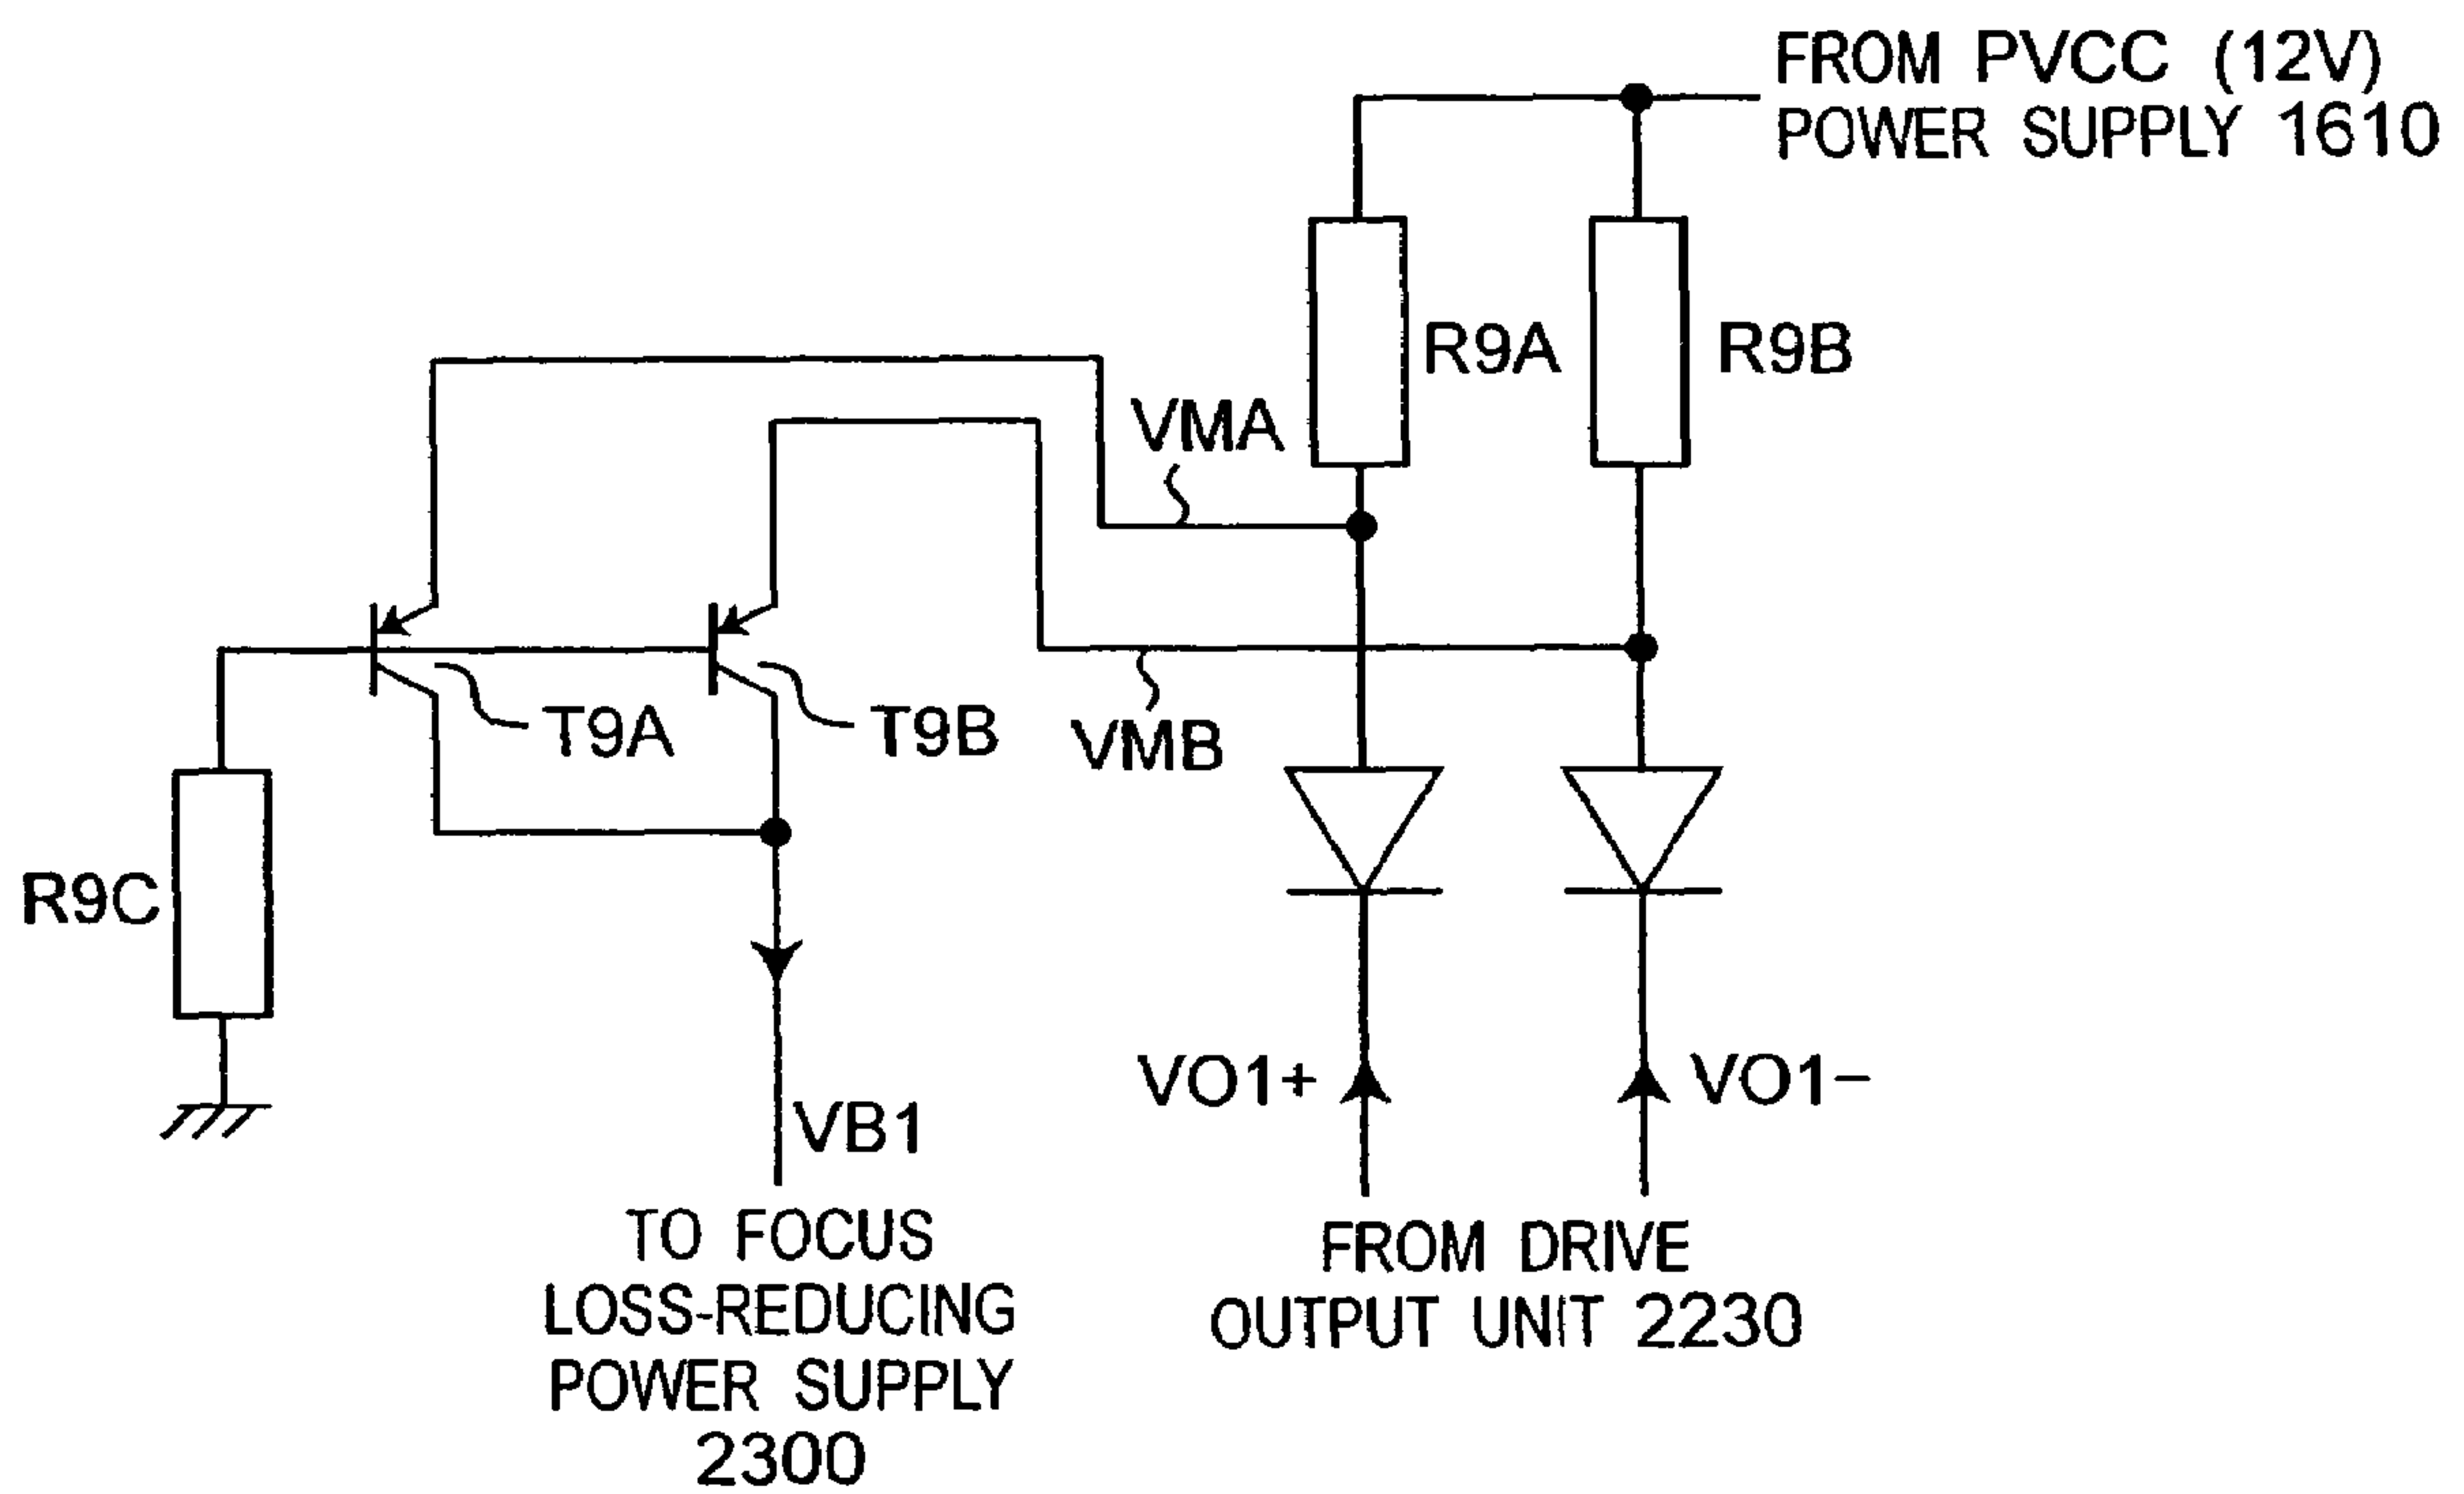 FROM PVCC (12V)
POWER SUPPLY 1610
R9A
R9B
VMA
T9A
T9B
VMB
R9C
VO1+
VO1−
VB1
TO FOCUS
LOSS-REDUCING
POWER SUPPLY
2300
FROM DRIVE
OUTPUT UNIT 2230